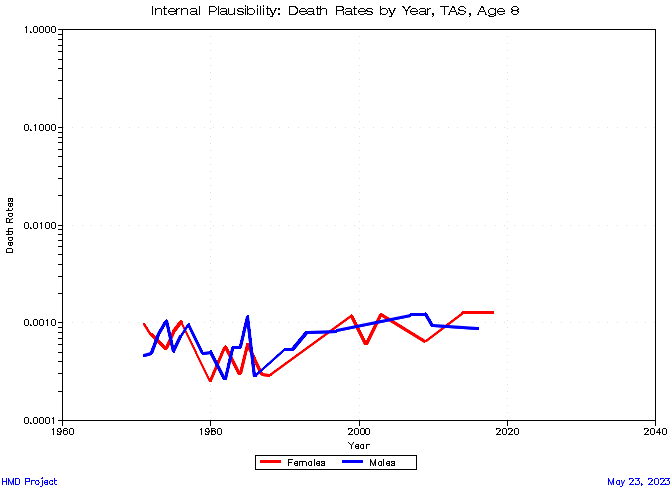 Internal Plausibility: Death Rates by Year, TAS, Age 8
1.0000
0.1000
0.0100
0.0010
0.0001
Death Rates
1960 1980 2000 2020 2040
Year
Females Males
HMD Project May 23, 2023